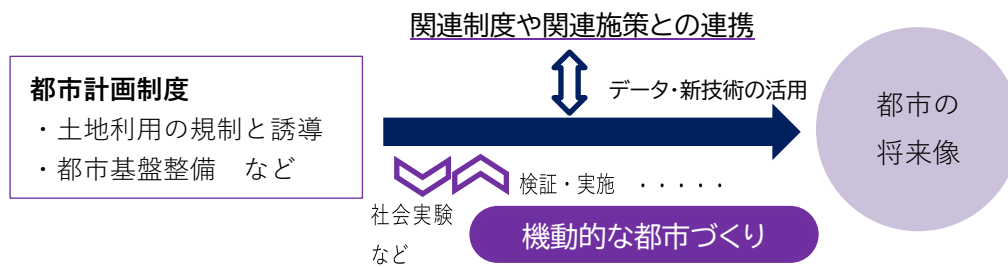 関連制度や関連施策との連携
都市計画制度
・土地利用の規制と誘導
・都市基盤整備　など
データ・新技術の活用
都市の
将来像
検証・実施　・・・・・
社会実験
など
機動的な都市づくり